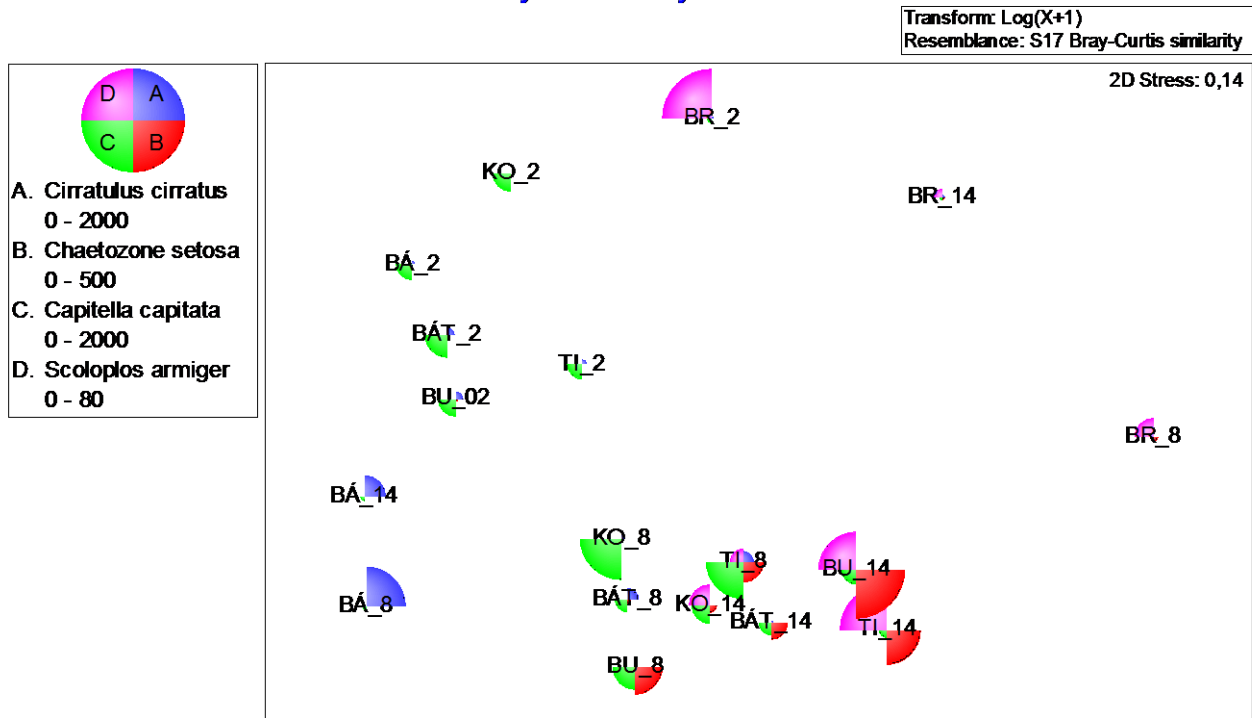 Transform: Log(X+1)
Resemblance: S17 Bray-Curtis similarity
2D Stress: 0,14
D A
C B
A. Cirratulus cirratus
0 - 2000
B. Chaetozone setosa
0 - 500
C. Capitella capitata
0 - 2000
D. Scoloplos armiger
0 - 80
BR_2
KO_2
BR_14
BÁ_2
BÁT_2
TI_2
BU_02
BR_8
BÁ_14
KO_8
TI_8
BU_14
BÁ_8
BÁT_8
KO_14
BÁT_14
TI_14
BU_8